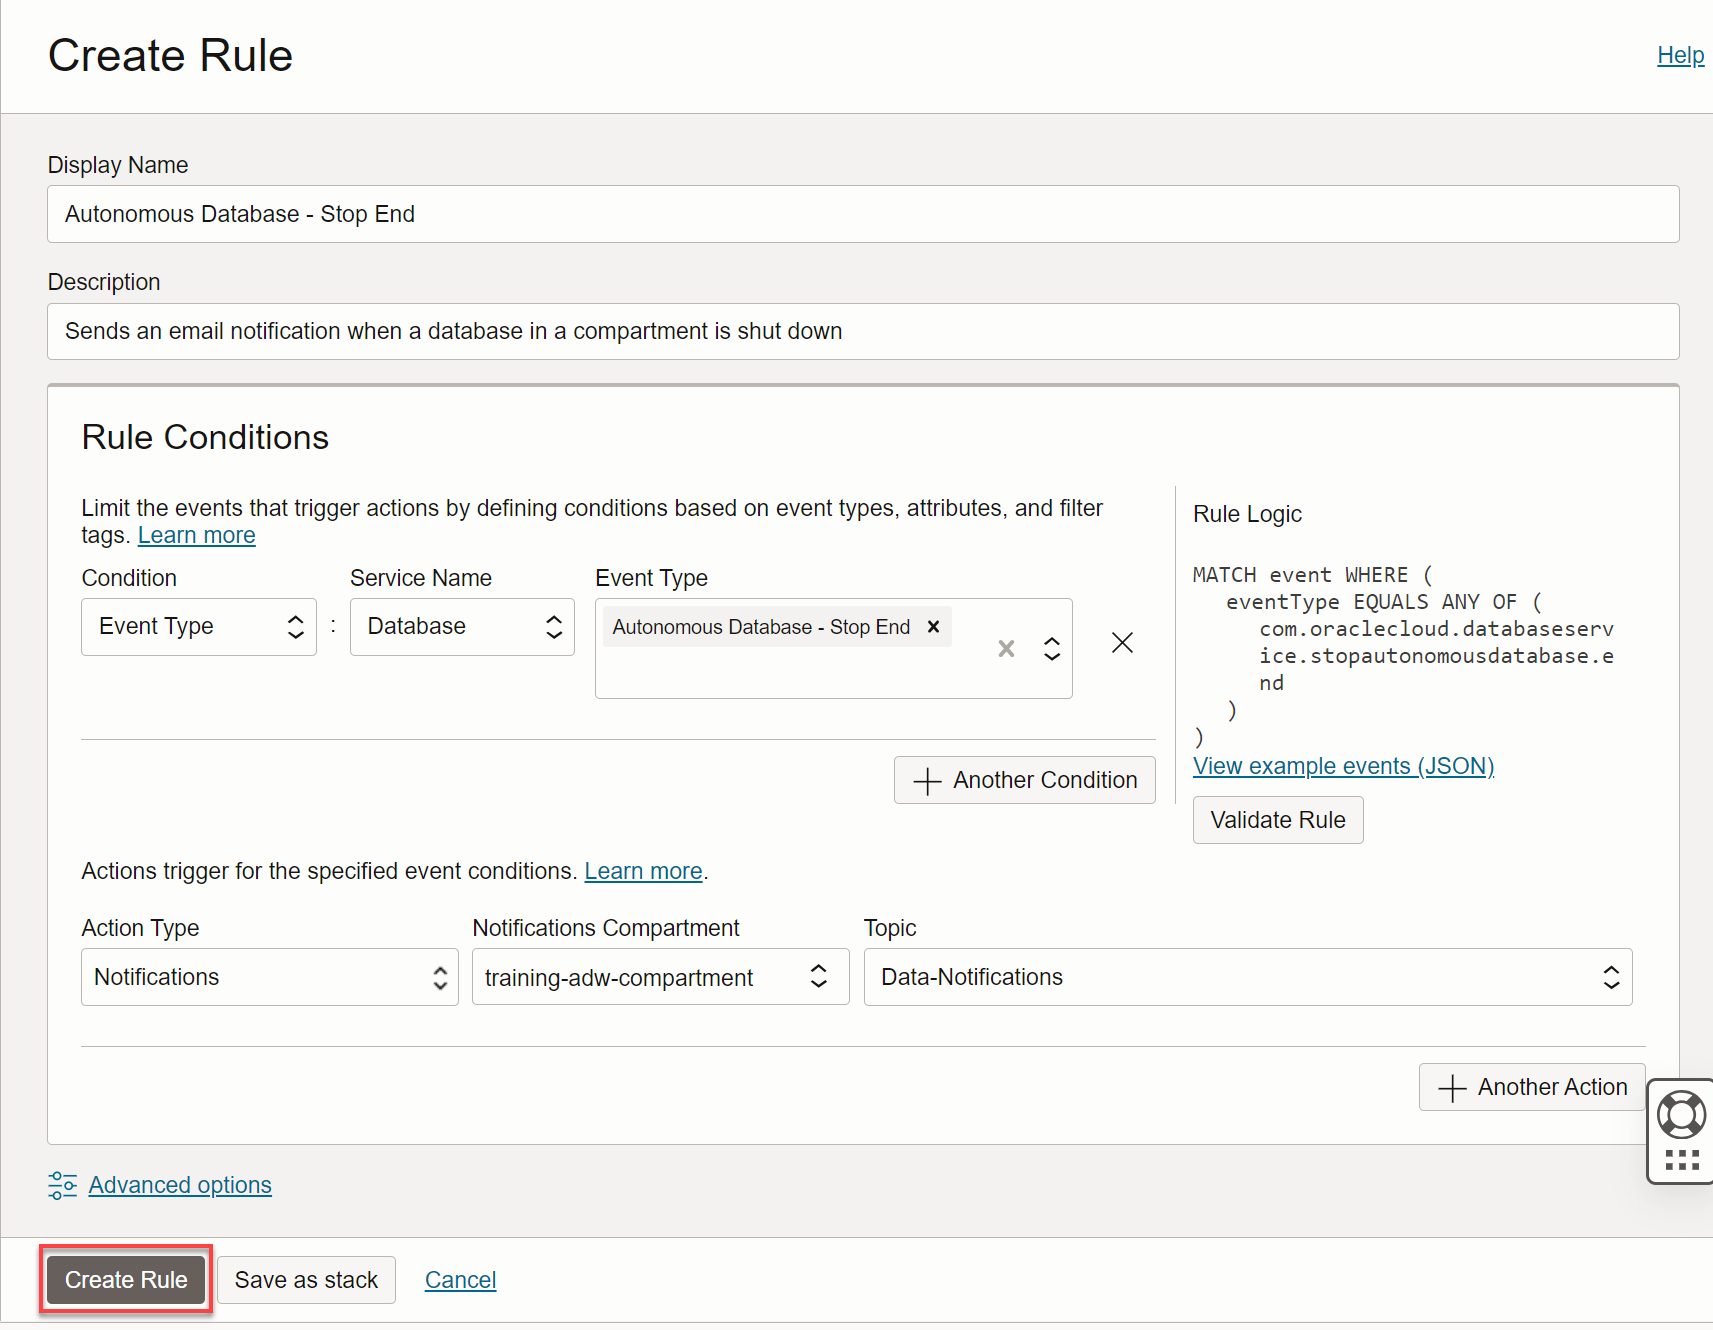 Create Rule
Help
Display Name
Autonomous Database - Stop End
Description
Sends an email notification when a database in a compartment is shut down
Rule Conditions
Limit the events that trigger actions by defining conditions based on event types, attributes, and filter
tags. Learn more
Condition
Service Name
Event Type
Event Type
:
Database
Autonomous Database - Stop End
Another Condition
Rule Logic
MATCH event WHERE (
eventType EQUALS ANY OF (
com.oraclecloud.databaseserv
ice.stopautonomousdatabase.e
nd
)
)
View example events (JSON)
Validate Rule
Actions trigger for the specified event conditions. Learn more.
Action Type
Notifications Compartment
Topic
Notifications
training-adw-compartment
Data-Notifications
Another Action
Advanced options
Create Rule
Save as stack
Cancel